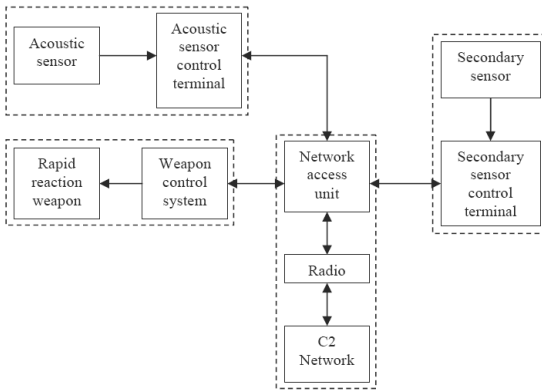 Acoustic
sensor
Acoustic
sensor
control
terminal
Secondary
sensor
Rapid
reaction
weapon
Weapon
control
system
Network
access
unit
Secondary
sensor
control
terminal
Radio
C2
Network